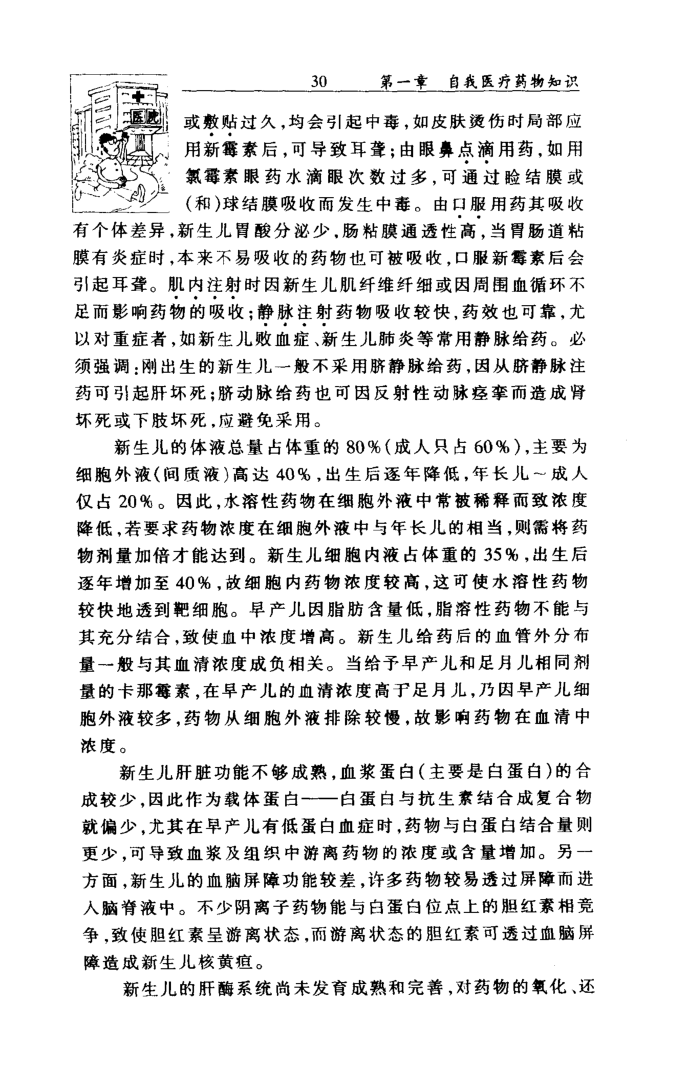 30 第一章 自我医疗药物知识
医院
或敷贴过久,均会引起中毒,如皮肤烫伤时局部应
用新霉素后,可导致耳聋;由眼鼻点滴用药,如用
氯霉素眼药水滴眼次数过多,可通过睑结膜或
(和)球结膜吸收而发生中毒。由口服用药其吸收
有个体差异,新生儿胃酸分泌少,肠粘膜通透性高,当胃肠道粘
膜有炎症时,本来不易吸收的药物也可被吸收,口服新霉素后会
引起耳聋。肌内注射时因新生儿肌纤维纤细或因周围血循环不
足而影响药物的吸收;静脉注射药物吸收较快,药效也可靠,尤
以对重症者,如新生儿败血症、新生儿肺炎等常用静脉给药。必
须强调:刚出生的新生儿一般不采用脐静脉给药,因从脐静脉注
药可引起肝坏死;脐动脉给药也可因反射性动脉痉挛而造成肾
坏死或下肢坏死,应避免采用。
新生儿的体液总量占体重的 80%(成人只占 60%),主要为
细胞外液(间质液)高达 40%,出生后逐年降低,年长儿~成人
仅占 20%。因此,水溶性药物在细胞外液中常被稀释而致浓度
降低,若要求药物浓度在细胞外液中与年长儿的相当,则需将药
物剂量加倍才能达到。新生儿细胞内液占体重的 35%,出生后
逐年增加至 40%,故细胞内药物浓度较高,这可使水溶性药物
较快地透到靶细胞。早产儿因脂肪含量低,脂溶性药物不能与
其充分结合,致使血中浓度增高。新生儿给药后的血管外分布
量一般与其血清浓度成负相关。当给予早产儿和足月儿相同剂
量的卡那霉素,在早产儿的血清浓度高于足月儿,乃因早产儿细
胞外液较多,药物从细胞外液排除较慢,故影响药物在血清中
浓度。
新生儿肝脏功能不够成熟,血浆蛋白(主要是白蛋白)的合
成较少,因此作为载体蛋白——白蛋白与抗生素结合成复合物
就偏少,尤其在早产儿有低蛋白血症时,药物与白蛋白结合量则
更少,可导致血浆及组织中游离药物的浓度或含量增加。另一
方面,新生儿的血脑屏障功能较差,许多药物较易透过屏障而进
入脑脊液中。不少阴离子药物能与白蛋白位点上的胆红素相竞
争,致使胆红素呈游离状态,而游离状态的胆红素可透过血脑屏
障造成新生儿核黄疸。
新生儿的肝酶系统尚未发育成熟和完善,对药物的氧化、还